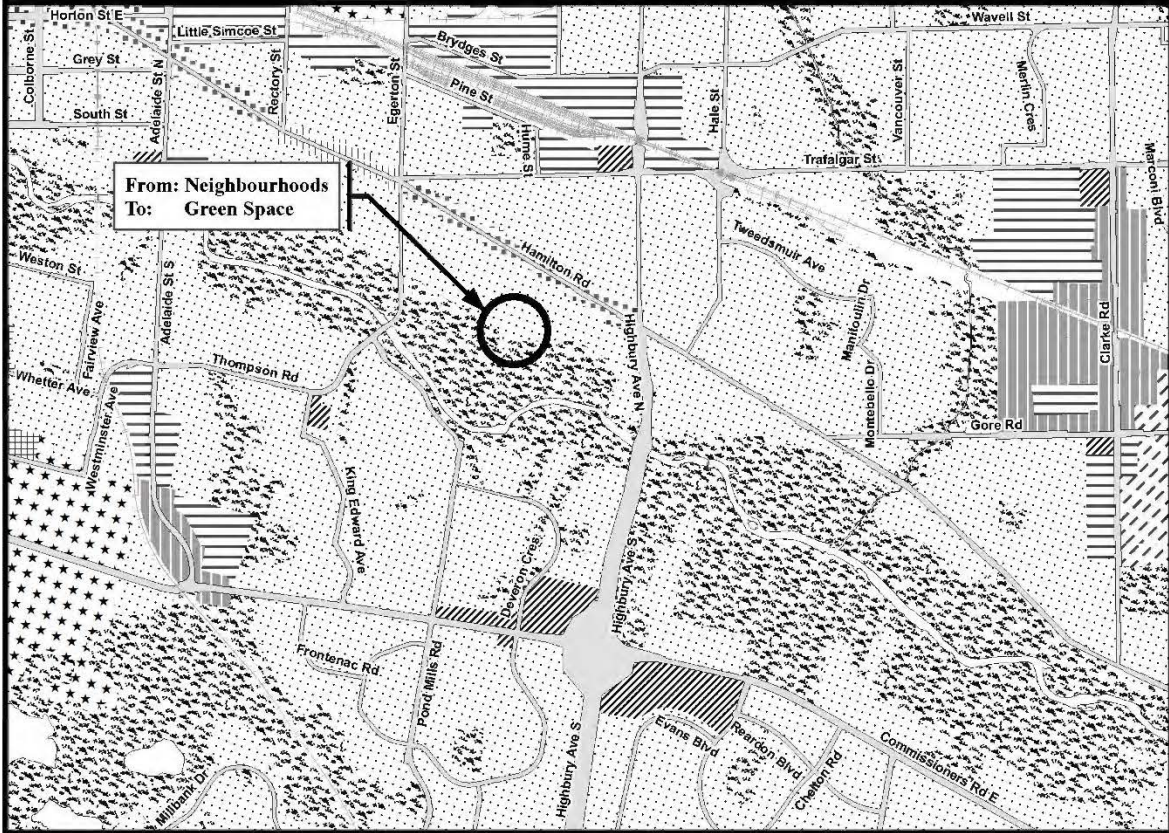 Horton St E
Little Simcoe St
Grey St
South St
Colborne St
Adelaide St N
Rectory St
Egerton St
Brydges St
Pine St
Hume St
Hale St
Wavell St
Vancouver St
Merlin Cres
Trafalgar St
Marconi Blvd
From: Neighbourhoods
To: Green Space
Hamilton Rd
Tweedsmuir Ave
Manitoulin Dr
Montebello Dr
Clarke Rd
Gore Rd
Highbury Ave N
Weston St
Fairview Ave
Adelaide St S
Whetter Ave
Westminster Ave
Thompson Rd
King Edward Ave
Deveron Cres
Highbury Ave S
Frontenac Rd
Pond Mills Rd
Evans Blvd
Reardon Blvd
Chelton Rd
Commissioners Rd E
Millbank Dr
Highbury Ave S